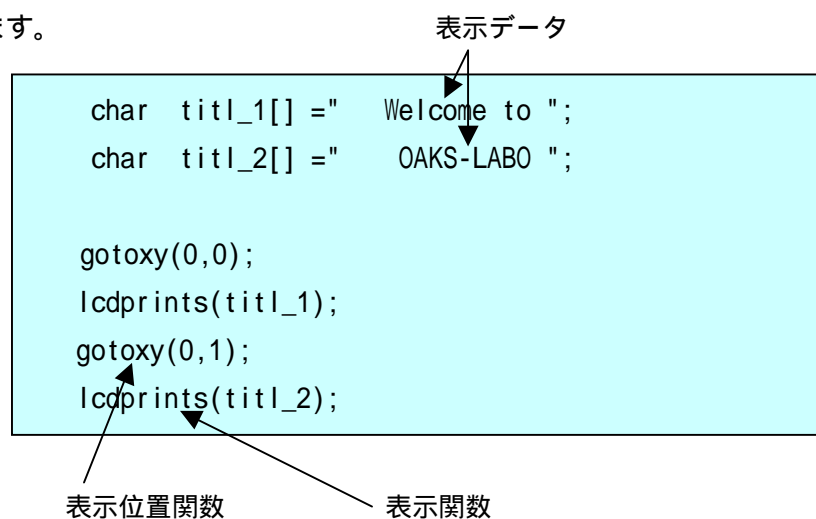 ます。
表示データ
char titl_1[] ="   Welcome to ";
char titl_2[] ="    OAKS-LABO ";
gotoxy(0,0);
lcdprints(titl_1);
gotoxy(0,1);
lcdprints(titl_2);
表示位置関数
表示関数